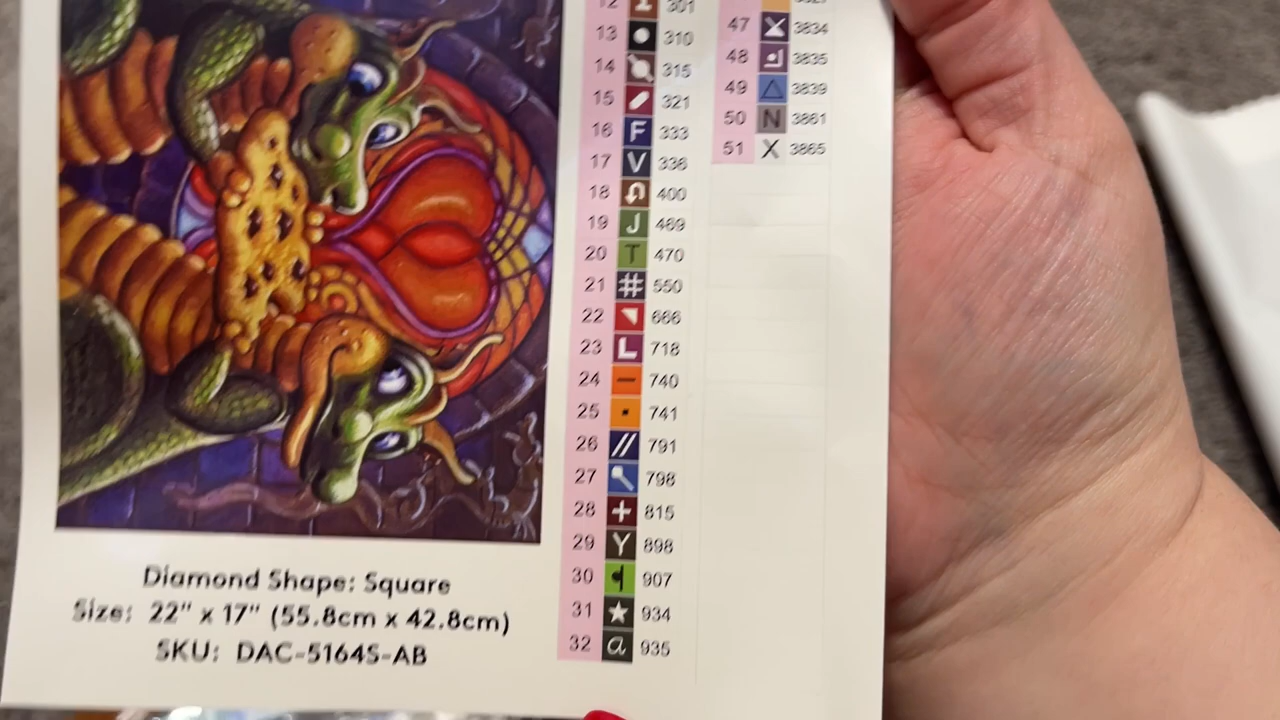 12 301
13 310
14 315
15 321
16 F 333
17 V 336
18 400
19 J 469
20 T 470
21 # 550
22 666
23 L 718
24 − 740
25 741
26 // 791
27 798
28 + 815
29 Y 898
30 907
31 ★ 934
32 a 935
47 3834
48 3835
49 △ 3839
50 N 3861
51 X 3865
Diamond Shape: Square
Size: 22" x 17" (55.8cm x 42.8cm)
SKU: DAC-5164S-AB